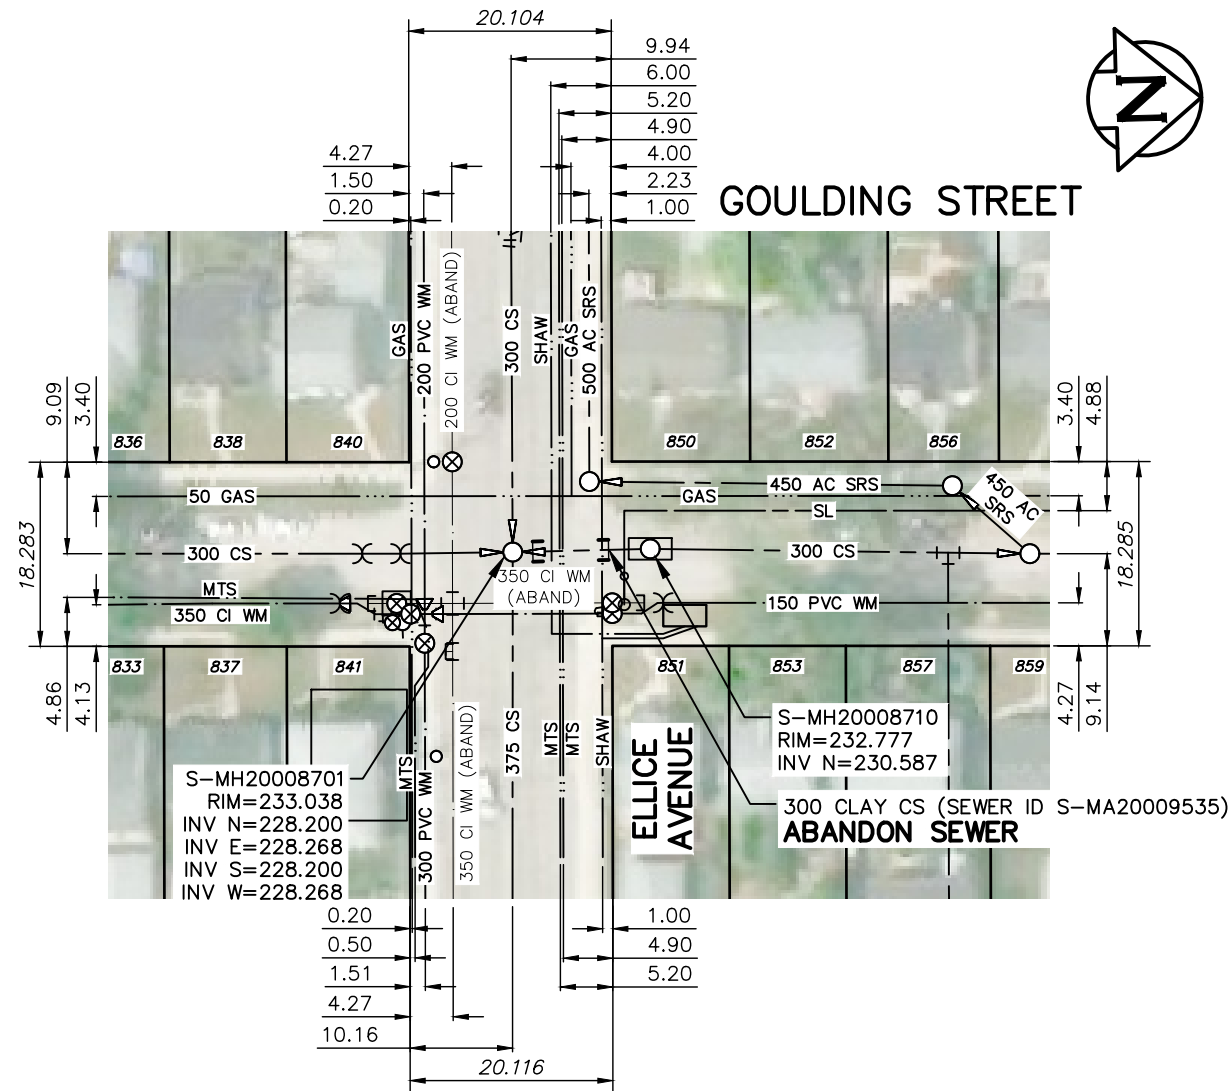 20.104
9.94
6.00
5.20
4.90
4.00
2.23
1.00
4.27
1.50
0.20
N
GOULDING STREET
GAS
200 PVC WM
200 CI WM (ABAND)
300 CS
SHAW
GAS
500 AC SRS
9.09
3.40
3.40
4.88
836
838
840
850
852
856
50 GAS
GAS
450 AC SRS
450 AC
SRS
SL
18.283
300 CS
300 CS
18.285
350 CI WM
(ABAND)
MTS
350 CI WM
150 PVC WM
833
837
841
851
853
857
859
4.86
4.13
4.27
9.14
MTS
300 PVC WM
350 CI WM (ABAND)
375 CS
MTS
MTS
SHAW
ELLICE
AVENUE
S-MH20008710
RIM=232.777
INV N=230.587
S-MH20008701
RIM=233.038
INV N=228.200
INV E=228.268
INV S=228.200
INV W=228.268
300 CLAY CS (SEWER ID S-MA20009535)
ABANDON SEWER
0.20
0.50
1.51
4.27
10.16
1.00
4.90
5.20
20.116